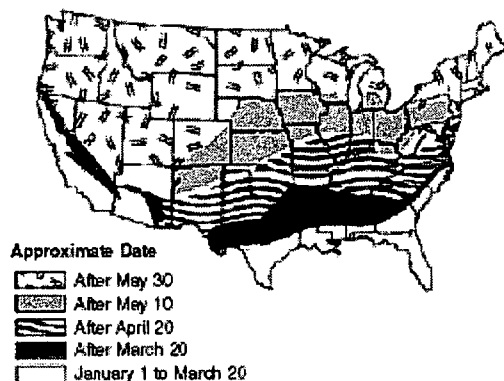 Approximate Date
After May 30
After May 10
After April 20
After March 20
January 1 to March 20